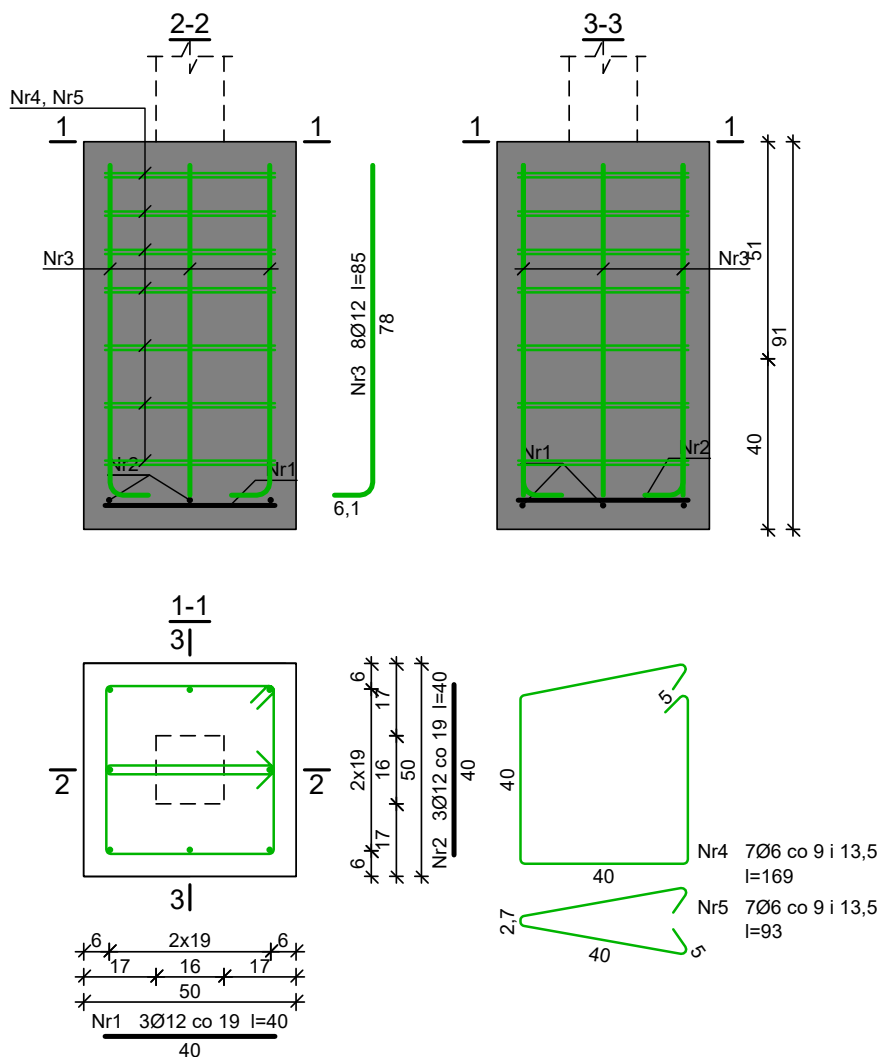 2-2
3-3
Nr4, Nr5
1
1
1
1
Nr3
Nr3 8Ø12 l=85
78
Nr3
51
91
40
Nr2
Nr1
6,1
Nr1
Nr2
1-1
3
2
2
3
6
17
2x19
16
50
17
6
Nr2 3Ø12 co 19 l=40
40
5
40
40
Nr4 7Ø6 co 9 i 13,5
l=169
2,7
40
5
Nr5 7Ø6 co 9 i 13,5
l=93
6 2x19 6
17 16 17
50
Nr1 3Ø12 co 19 l=40
40